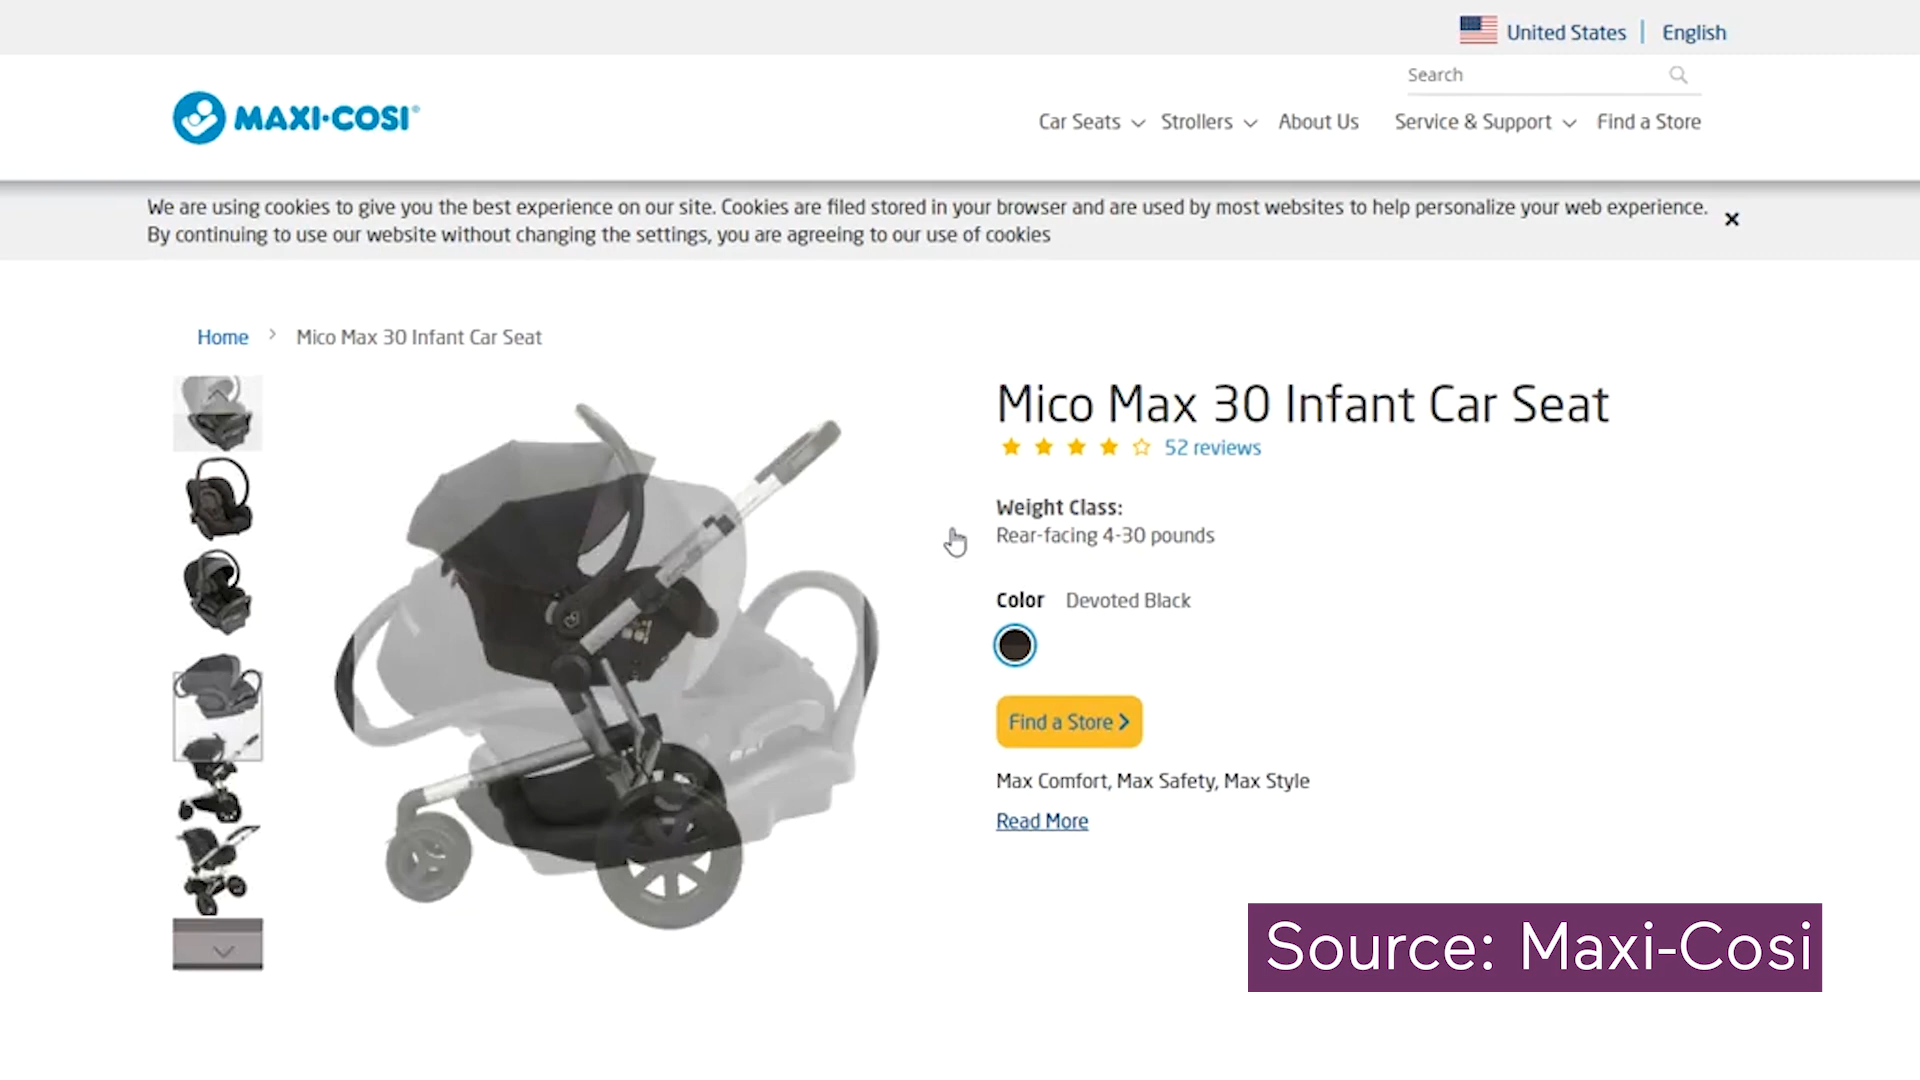 United States | English
Search
MAXI·COSI®
Car Seats
Strollers
About Us
Service & Support
Find a Store
We are using cookies to give you the best experience on our site. Cookies are filed stored in your browser and are used by most websites to help personalize your web experience.
By continuing to use our website without changing the settings, you are agreeing to our use of cookies
Home > Mico Max 30 Infant Car Seat
Mico Max 30 Infant Car Seat
52 reviews
Weight Class:
Rear-facing 4-30 pounds
Color Devoted Black
Find a Store
Max Comfort, Max Safety, Max Style
Read More
Source: Maxi-Cosi